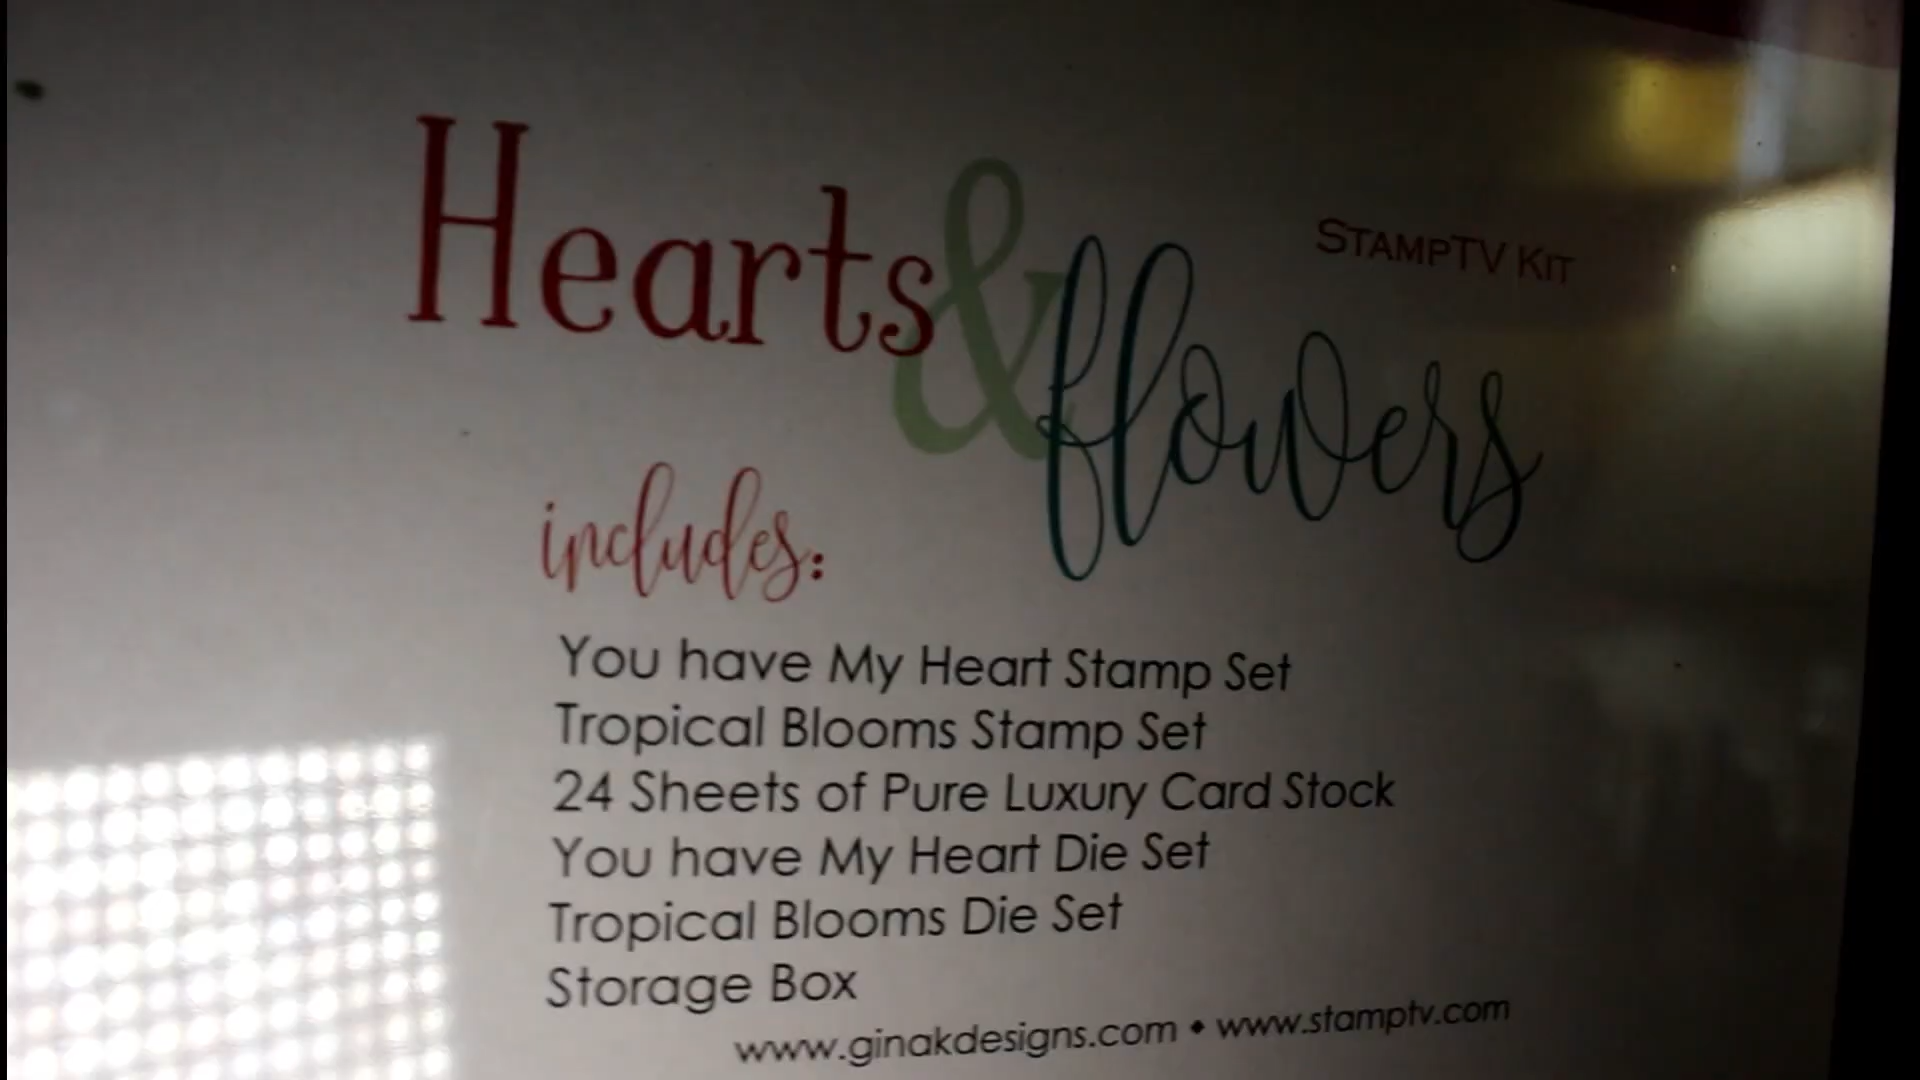 Hearts & flowers
STAMPTV KIT
includes:
You have My Heart Stamp Set
Tropical Blooms Stamp Set
24 Sheets of Pure Luxury Card Stock
You have My Heart Die Set
Tropical Blooms Die Set
Storage Box
www.ginakdesigns.com • www.stamptv.com